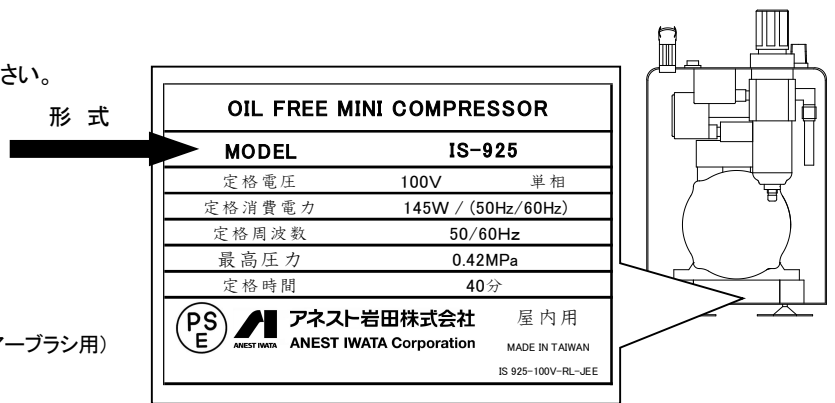 さい。
形 式
OIL FREE MINI COMPRESSOR
MODEL IS-925
定格電圧 100V 単相
定格消費電力 145W / (50Hz/60Hz)
定格周波数 50/60Hz
最高圧力 0.42MPa
定格時間 40分
PS
E
ANEST IWATA
アネスト岩田株式会社 屋内用
ANEST IWATA Corporation MADE IN TAIWAN
IS 925-100V-RL-JEE
アーブラシ用）